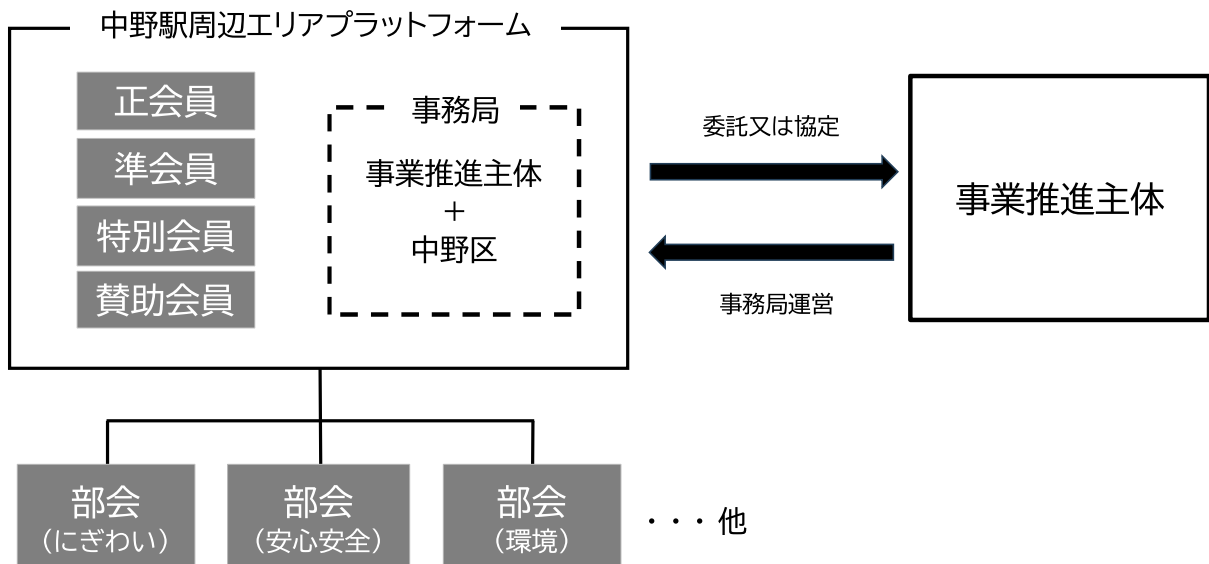 中野駅周辺エリアプラットフォーム
正会員
準会員
特別会員
賛助会員
事務局
事業推進主体
+
中野区
委託又は協定
事務局運営
事業推進主体
部会
（にぎわい）
部会
（安心安全）
部会
（環境）
・・・他